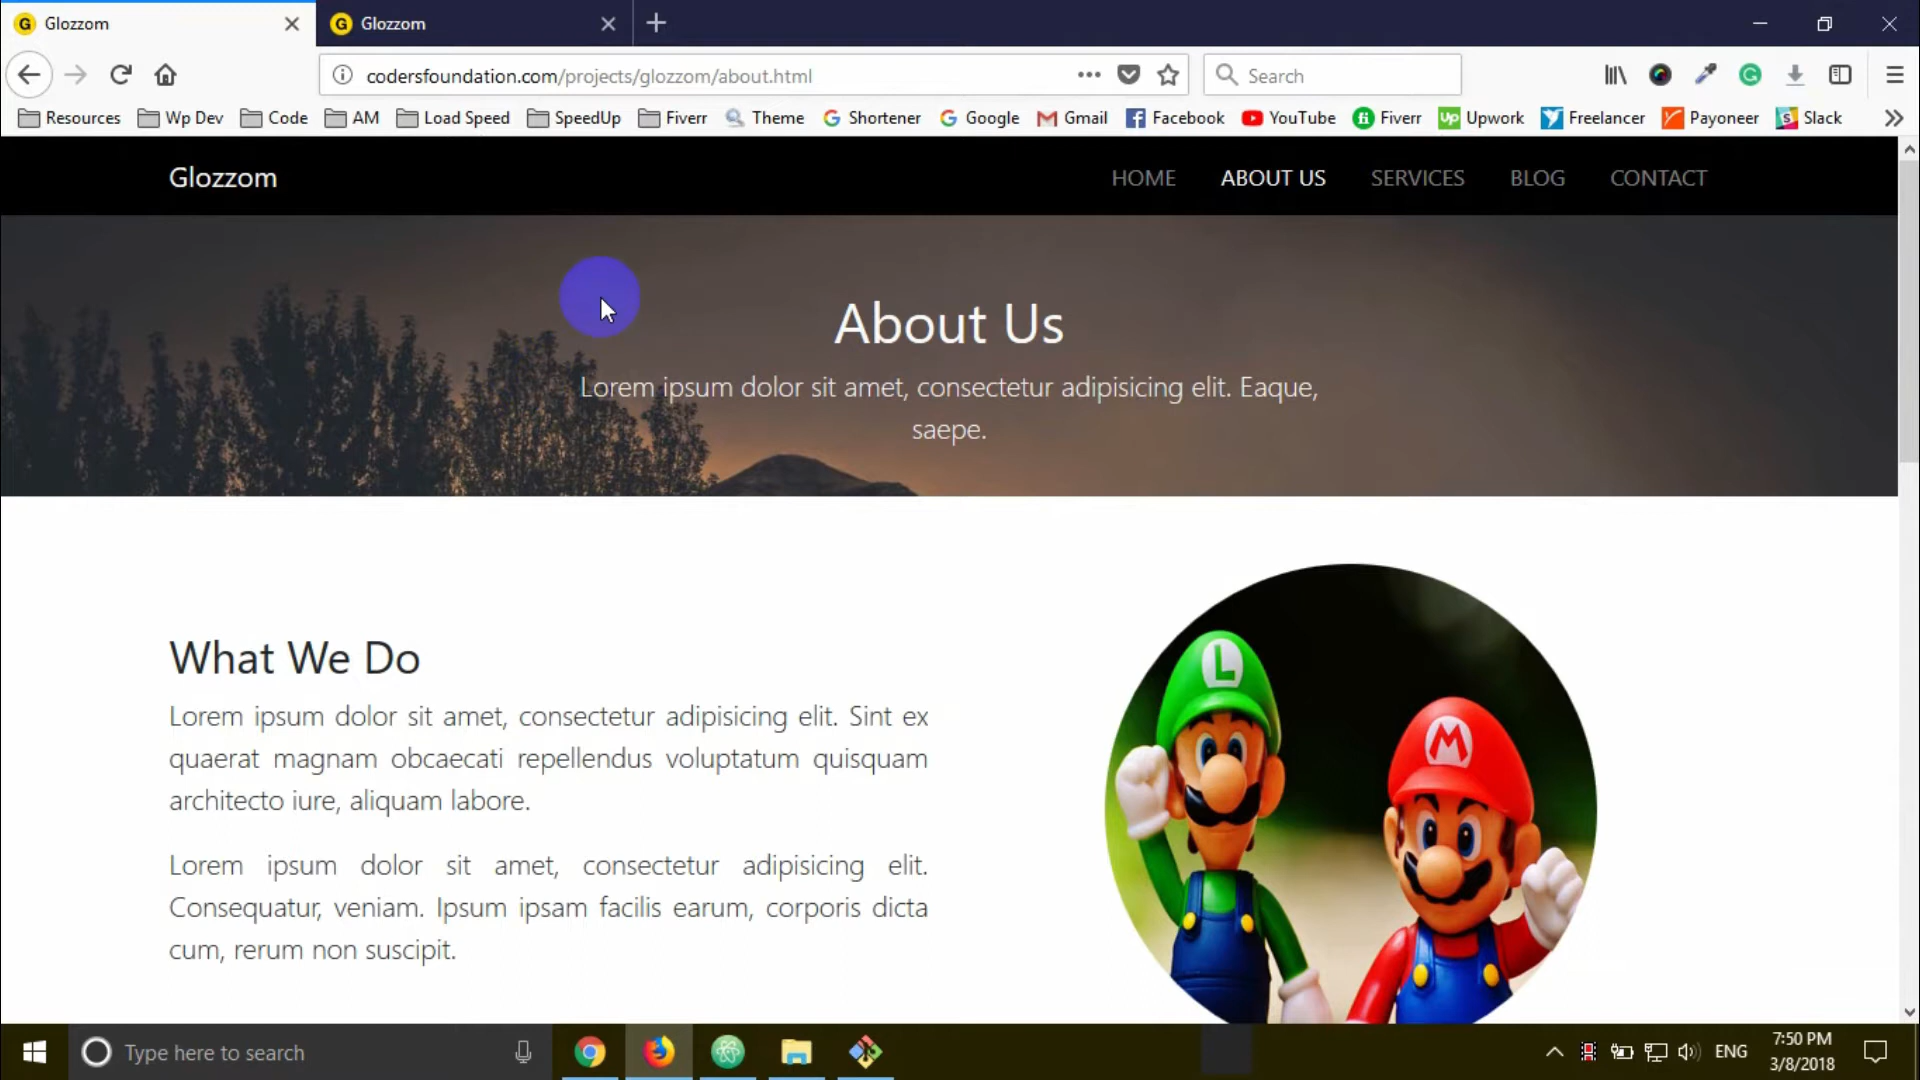 Glozzom
Glozzom
codersfoundation.com/projects/glozzom/about.html
Search
Resources
Wp Dev
Code
AM
Load Speed
SpeedUp
Fiverr
Theme
Shortener
Google
Gmail
Facebook
YouTube
Fiverr
Upwork
Freelancer
Payoneer
Slack
Glozzom
HOME
ABOUT US
SERVICES
BLOG
CONTACT
About Us
Lorem ipsum dolor sit amet, consectetur adipisicing elit. Eaque,
saepe.
What We Do
Lorem ipsum dolor sit amet, consectetur adipisicing elit. Sint ex
quaerat magnam obcaecati repellendus voluptatum quisquam
architecto iure, aliquam labore.
Lorem ipsum dolor sit amet, consectetur adipisicing elit.
Consequatur, veniam. Ipsum ipsam facilis earum, corporis dicta
cum, rerum non suscipit.
L
M
Type here to search
ENG
7:50 PM
3/8/2018